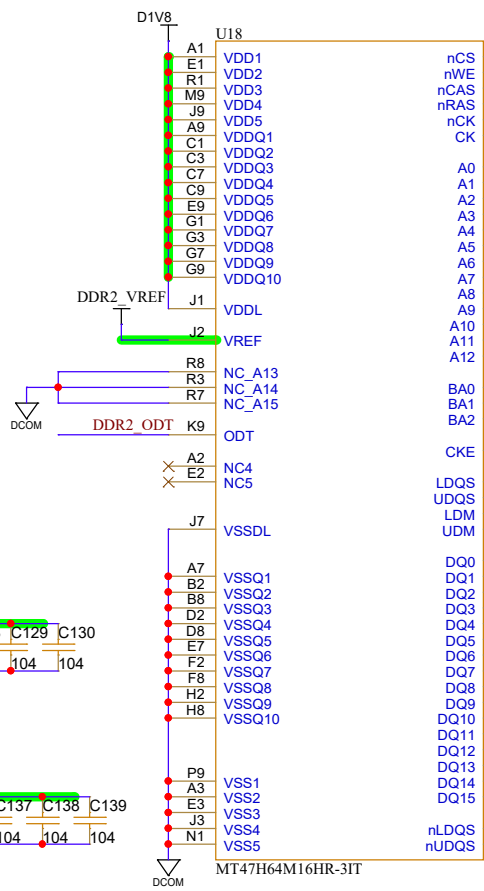 D1V8
U18
A1 VDD1 nCS
E1 VDD2 nWE
R1 VDD3 nCAS
M9 VDD4 nRAS
J9 VDD5 nCK
A9 VDDQ1 CK
C1 VDDQ2
C3 VDDQ3 A0
C7 VDDQ4 A1
C9 VDDQ5 A2
E9 VDDQ6 A3
G1 VDDQ7 A4
G3 VDDQ8 A5
G7 VDDQ9 A6
G9 VDDQ10 A7
A8
DDR2_VREF J1 VDDL A9
A10
J2 VREF A11
A12
R8 NC_A13
R3 NC_A14 BA0
R7 NC_A15 BA1
BA2
DDR2_ODT K9 ODT
DCOM
CKE
A2 NC4
E2 NC5 LDQS
UDQS
LDM
J7 VSSDL UDM
DQ0
A7 VSSQ1 DQ1
B2 VSSQ2 DQ2
B8 VSSQ3 DQ3
D2 VSSQ4 DQ4
D8 VSSQ5 DQ5
E7 VSSQ6 DQ6
F2 VSSQ7 DQ7
F8 VSSQ8 DQ8
H2 VSSQ9 DQ9
H8 VSSQ10 DQ10
DQ11
DQ12
DQ13
P9 VSS1 DQ14
A3 VSS2 DQ15
E3 VSS3
J3 VSS4 nLDQS
N1 VSS5 nUDQS
C129 C130
104 104
C137 C138 C139
104 104 104
DCOM
MT47H64M16HR-3IT